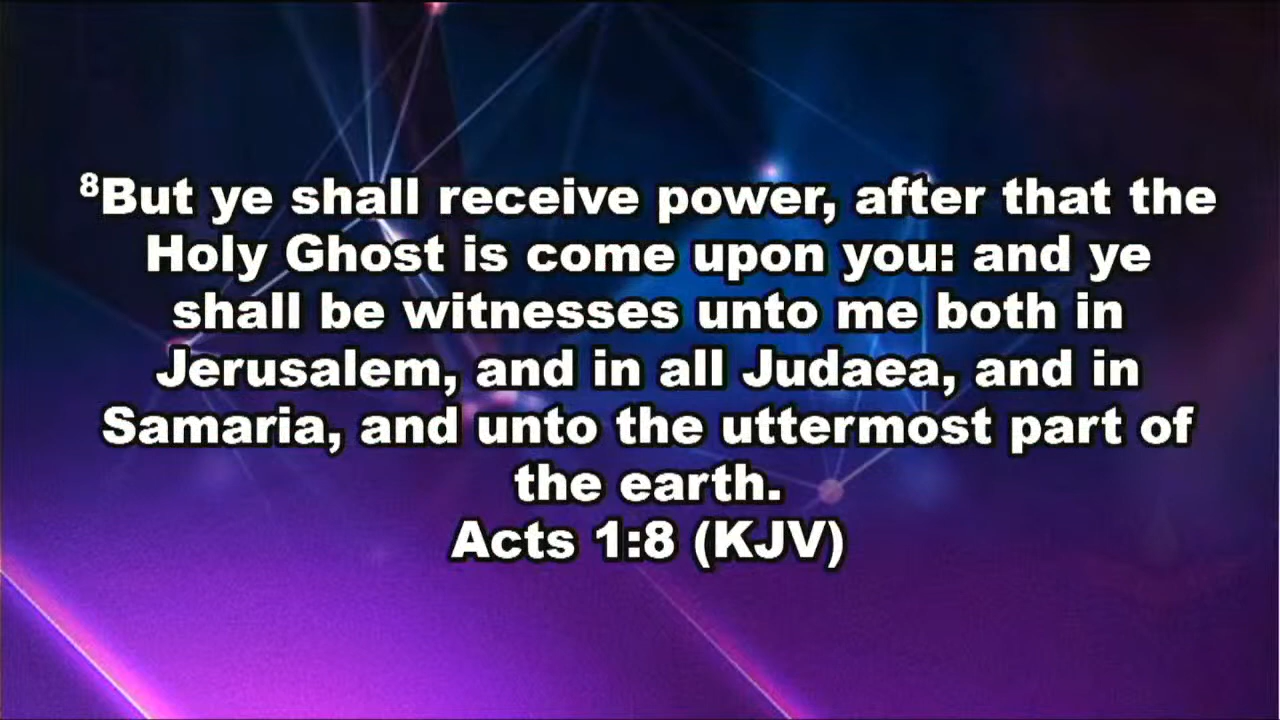 ⁸But ye shall receive power, after that the
Holy Ghost is come upon you: and ye
shall be witnesses unto me both in
Jerusalem, and in all Judaea, and in
Samaria, and unto the uttermost part of
the earth.
Acts 1:8 (KJV)